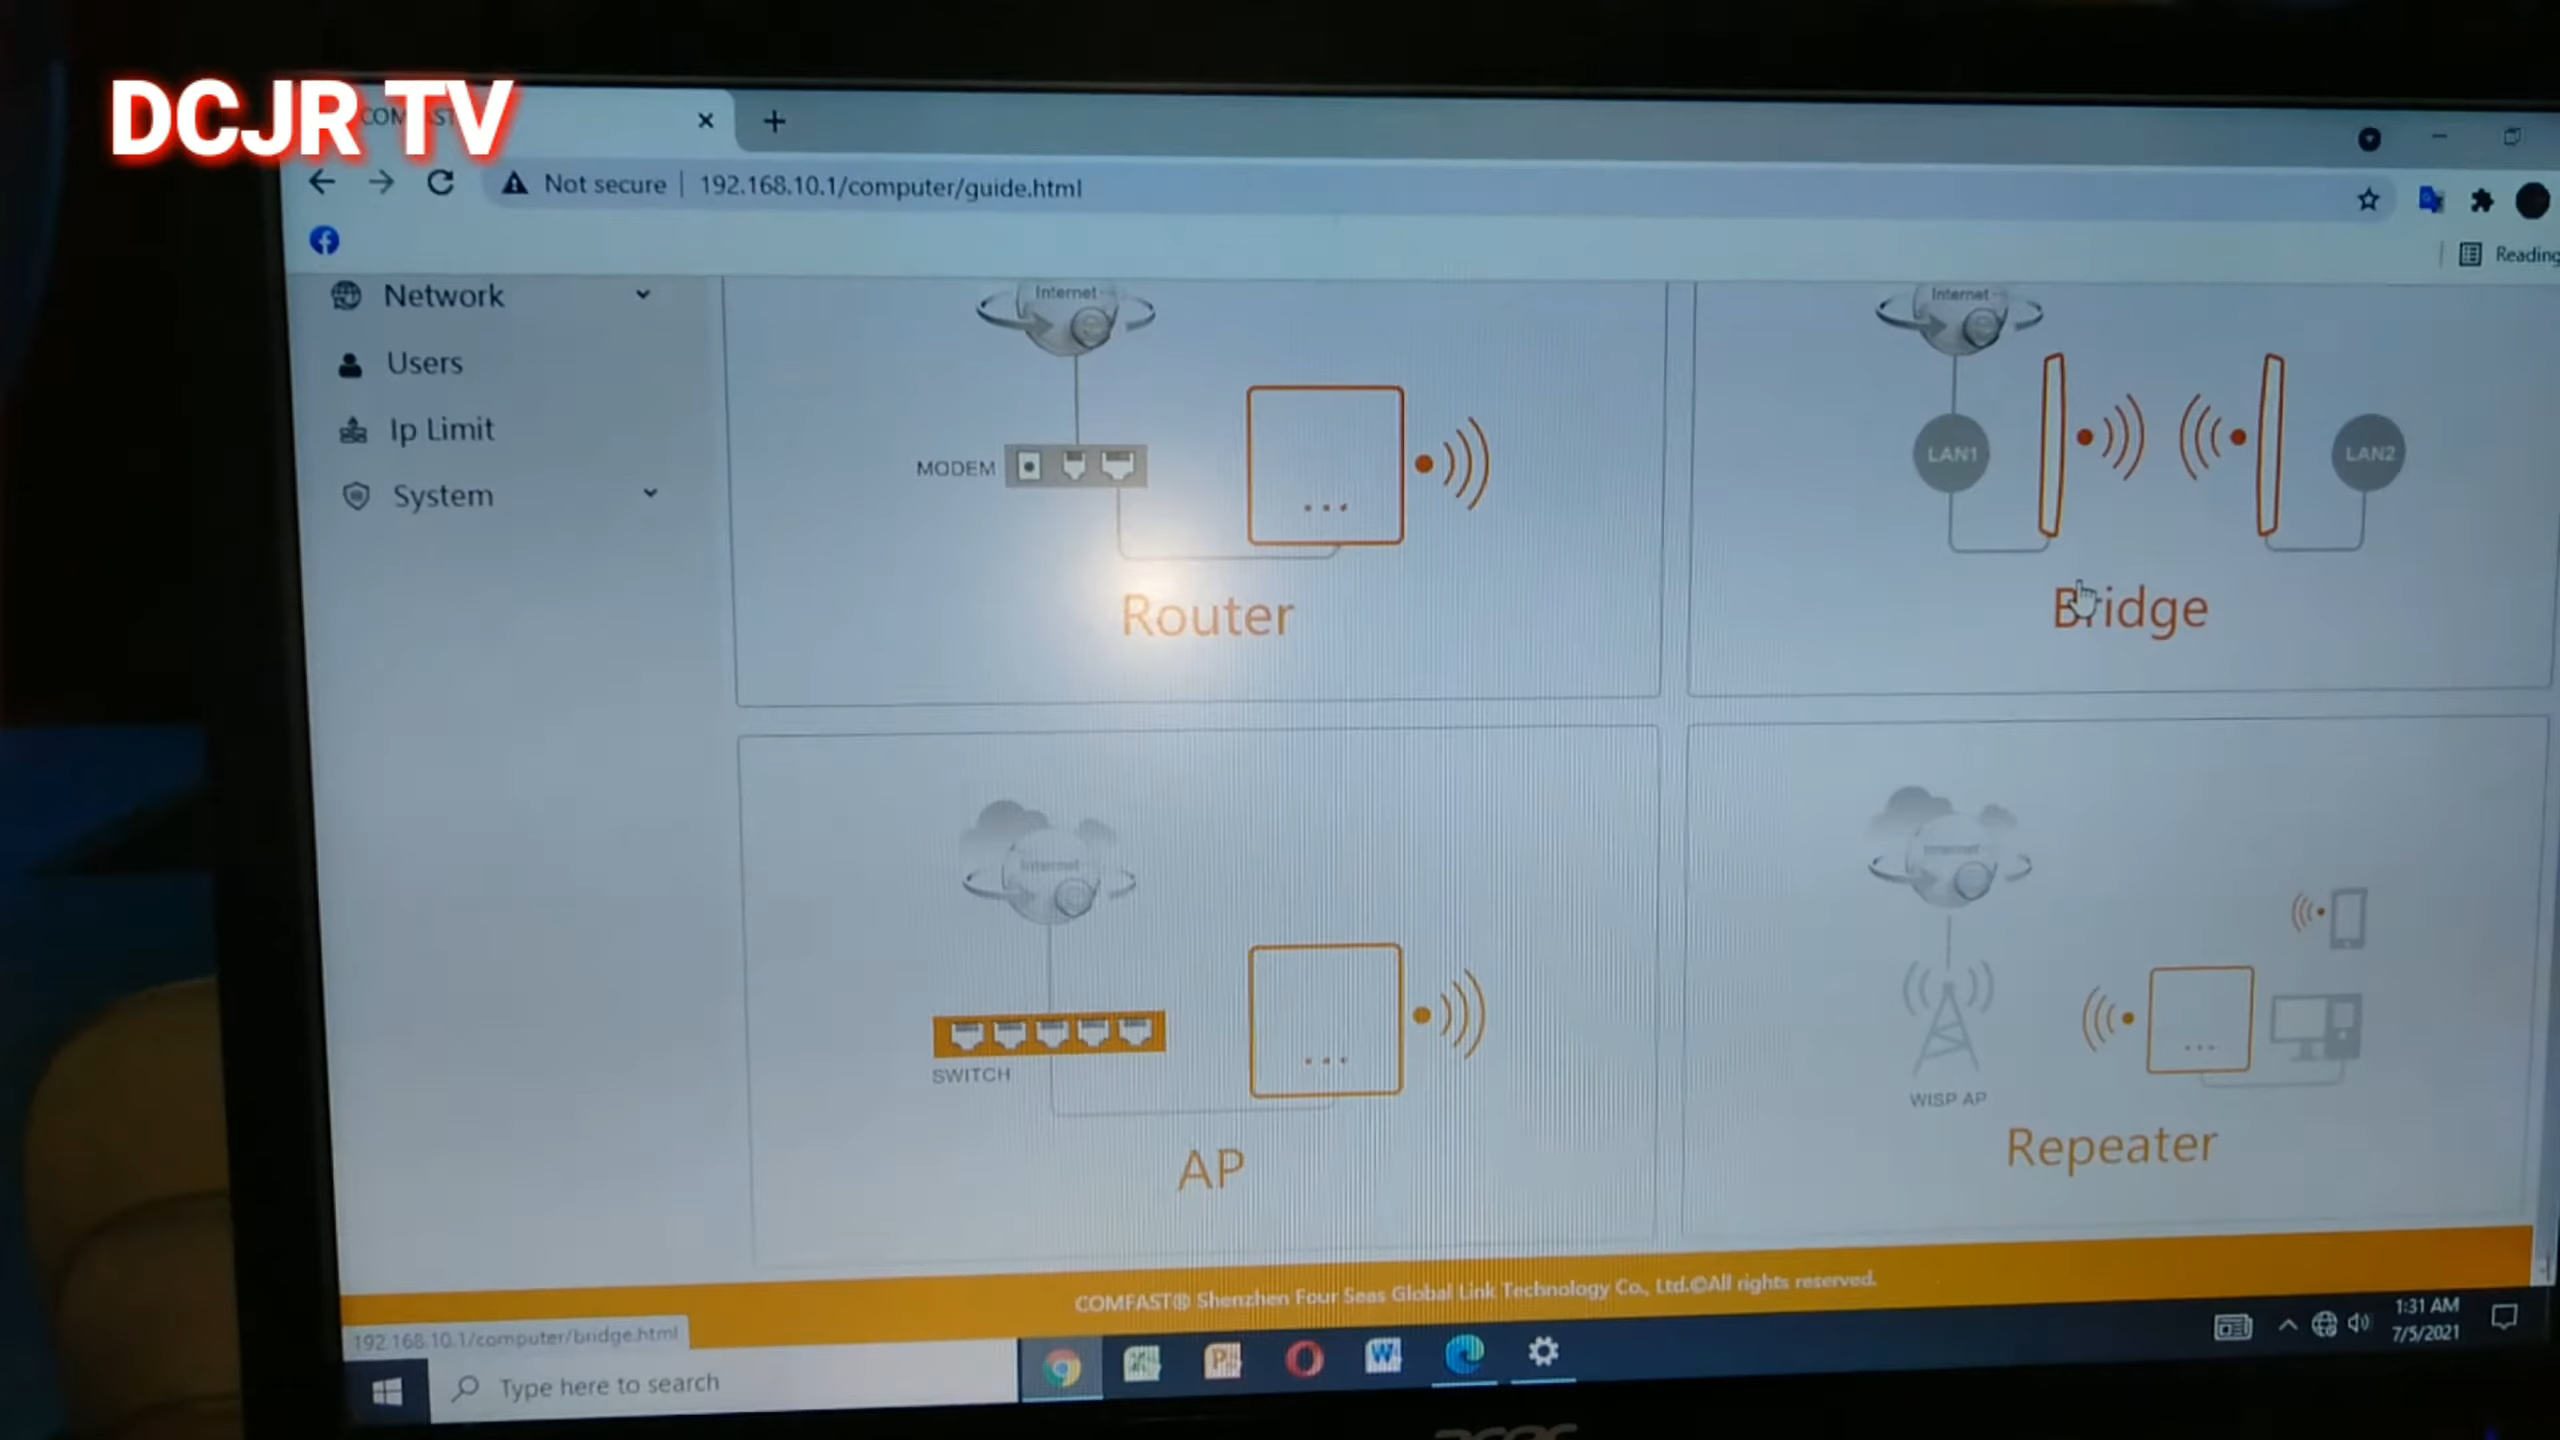 DCJR TV
Not secure
192.168.10.1/computer/guide.html
Reading
Network
Users
Ip Limit
System
Internet
MODEM
Router
Internet
LAN1
LAN2
Bridge
Internet
SWITCH
AP
Internet
WISP AP
Repeater
COMFAST® Shenzhen Four Seas Global Link Technology Co., Ltd.©All rights reserved.
192.168.10.1/computer/bridge.html
Type here to search
1:31 AM
7/5/2021